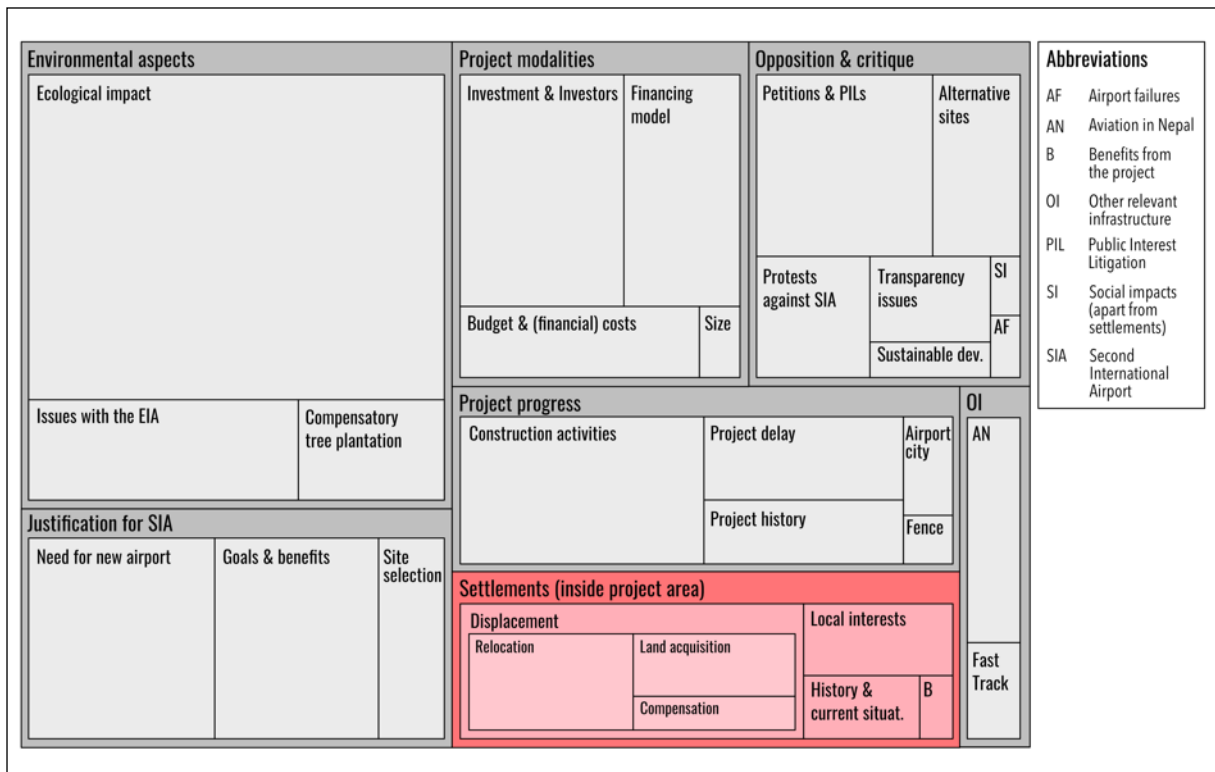 Environmental aspects
Ecological impact
Issues with the EIA
Compensatory
tree plantation
Justification for SIA
Need for new airport
Goals & benefits
Site
selection
Project modalities
Investment & Investors
Financing
model
Budget & (financial) costs
Size
Opposition & critique
Petitions & PILs
Alternative
sites
Protests
against SIA
Transparency
issues
SI
AF
Sustainable dev.
Project progress
Construction activities
Project delay
Airport
city
Project history
Fence
OI
AN
Fast
Track
Settlements (inside project area)
Displacement
Relocation
Land acquisition
Compensation
Local interests
History &
current situat.
B
Abbreviations
AF Airport failures
AN Aviation in Nepal
B Benefits from
the project
OI Other relevant
infrastructure
PIL Public Interest
Litigation
SI Social impacts
(apart from
settlements)
SIA Second
International
Airport